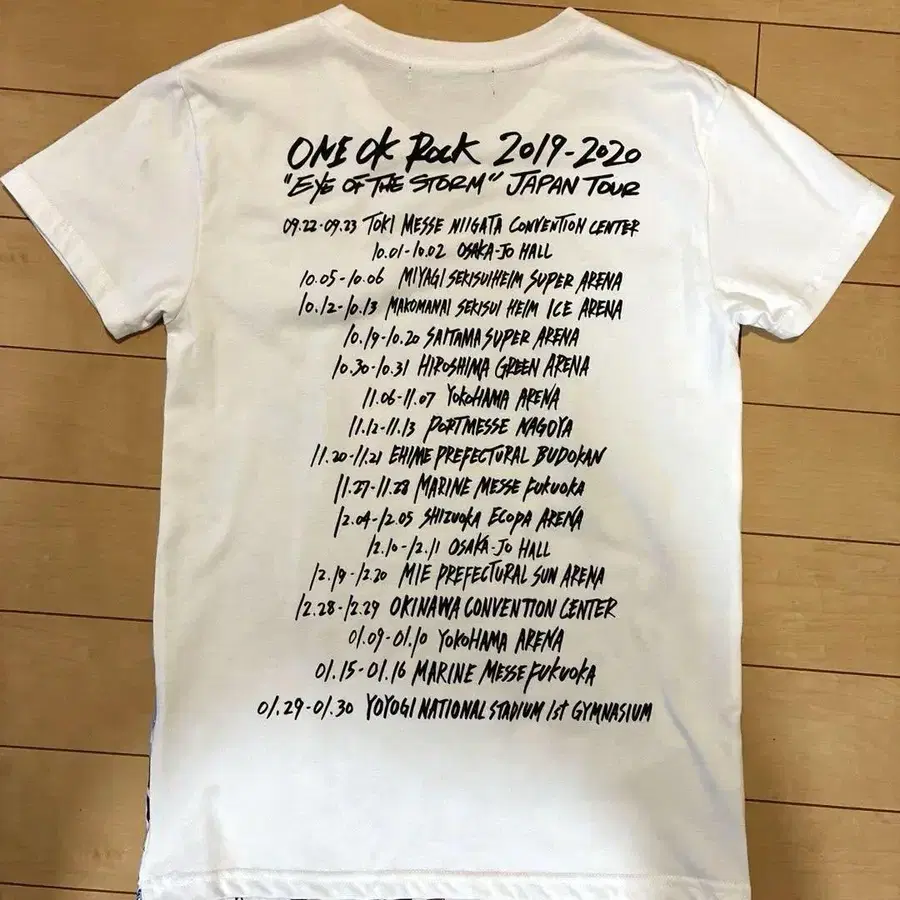 ONE OK ROCK 2019-2020
"EYE OF THE STORM" JAPAN TOUR
09.22-09.23 TOKI MESSE NIIGATA CONVENTION CENTER
10.01-10.02 OSAKA-JO HALL
10.05-10.06 MIYAGI SEKISUIHEIM SUPER ARENA
10.12-10.13 MAKOMANAI SEKISUI HEIM ICE ARENA
10.19-10.20 SAITAMA SUPER ARENA
10.30-10.31 HIROSHIMA GREEN ARENA
11.06-11.07 YOKOHAMA ARENA
11.12-11.13 PORTMESSE NAGOYA
11.20-11.21 EHIME PREFECTURAL BUDOKAN
11.27-11.28 MARINE MESSE FUKUOKA
12.04-12.05 SHIZUOKA ECOPA ARENA
12.10-12.11 OSAKA-JO HALL
12.19-12.20 MIE PREFECTURAL SUN ARENA
12.28-12.29 OKINAWA CONVENTION CENTER
01.09-01.10 YOKOHAMA ARENA
01.15-01.16 MARINE MESSE FUKUOKA
01.29-01.30 YOYOGI NATIONAL STADIUM 1st GYMNASIUM